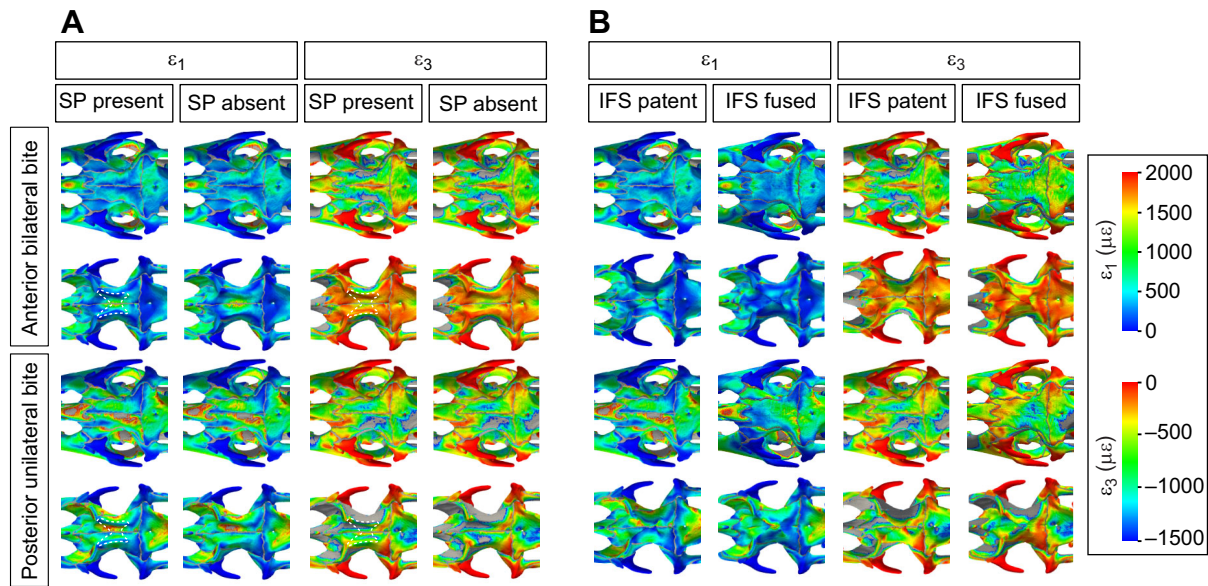 A
B
ε1
ε3
ε1
ε3
SP present
SP absent
SP present
SP absent
IFS patent
IFS fused
IFS patent
IFS fused
Anterior bilateral bite
Posterior unilateral bite
2000
1500
1000
500
0
ε1 (με)
0
–500
–1000
–1500
ε3 (με)